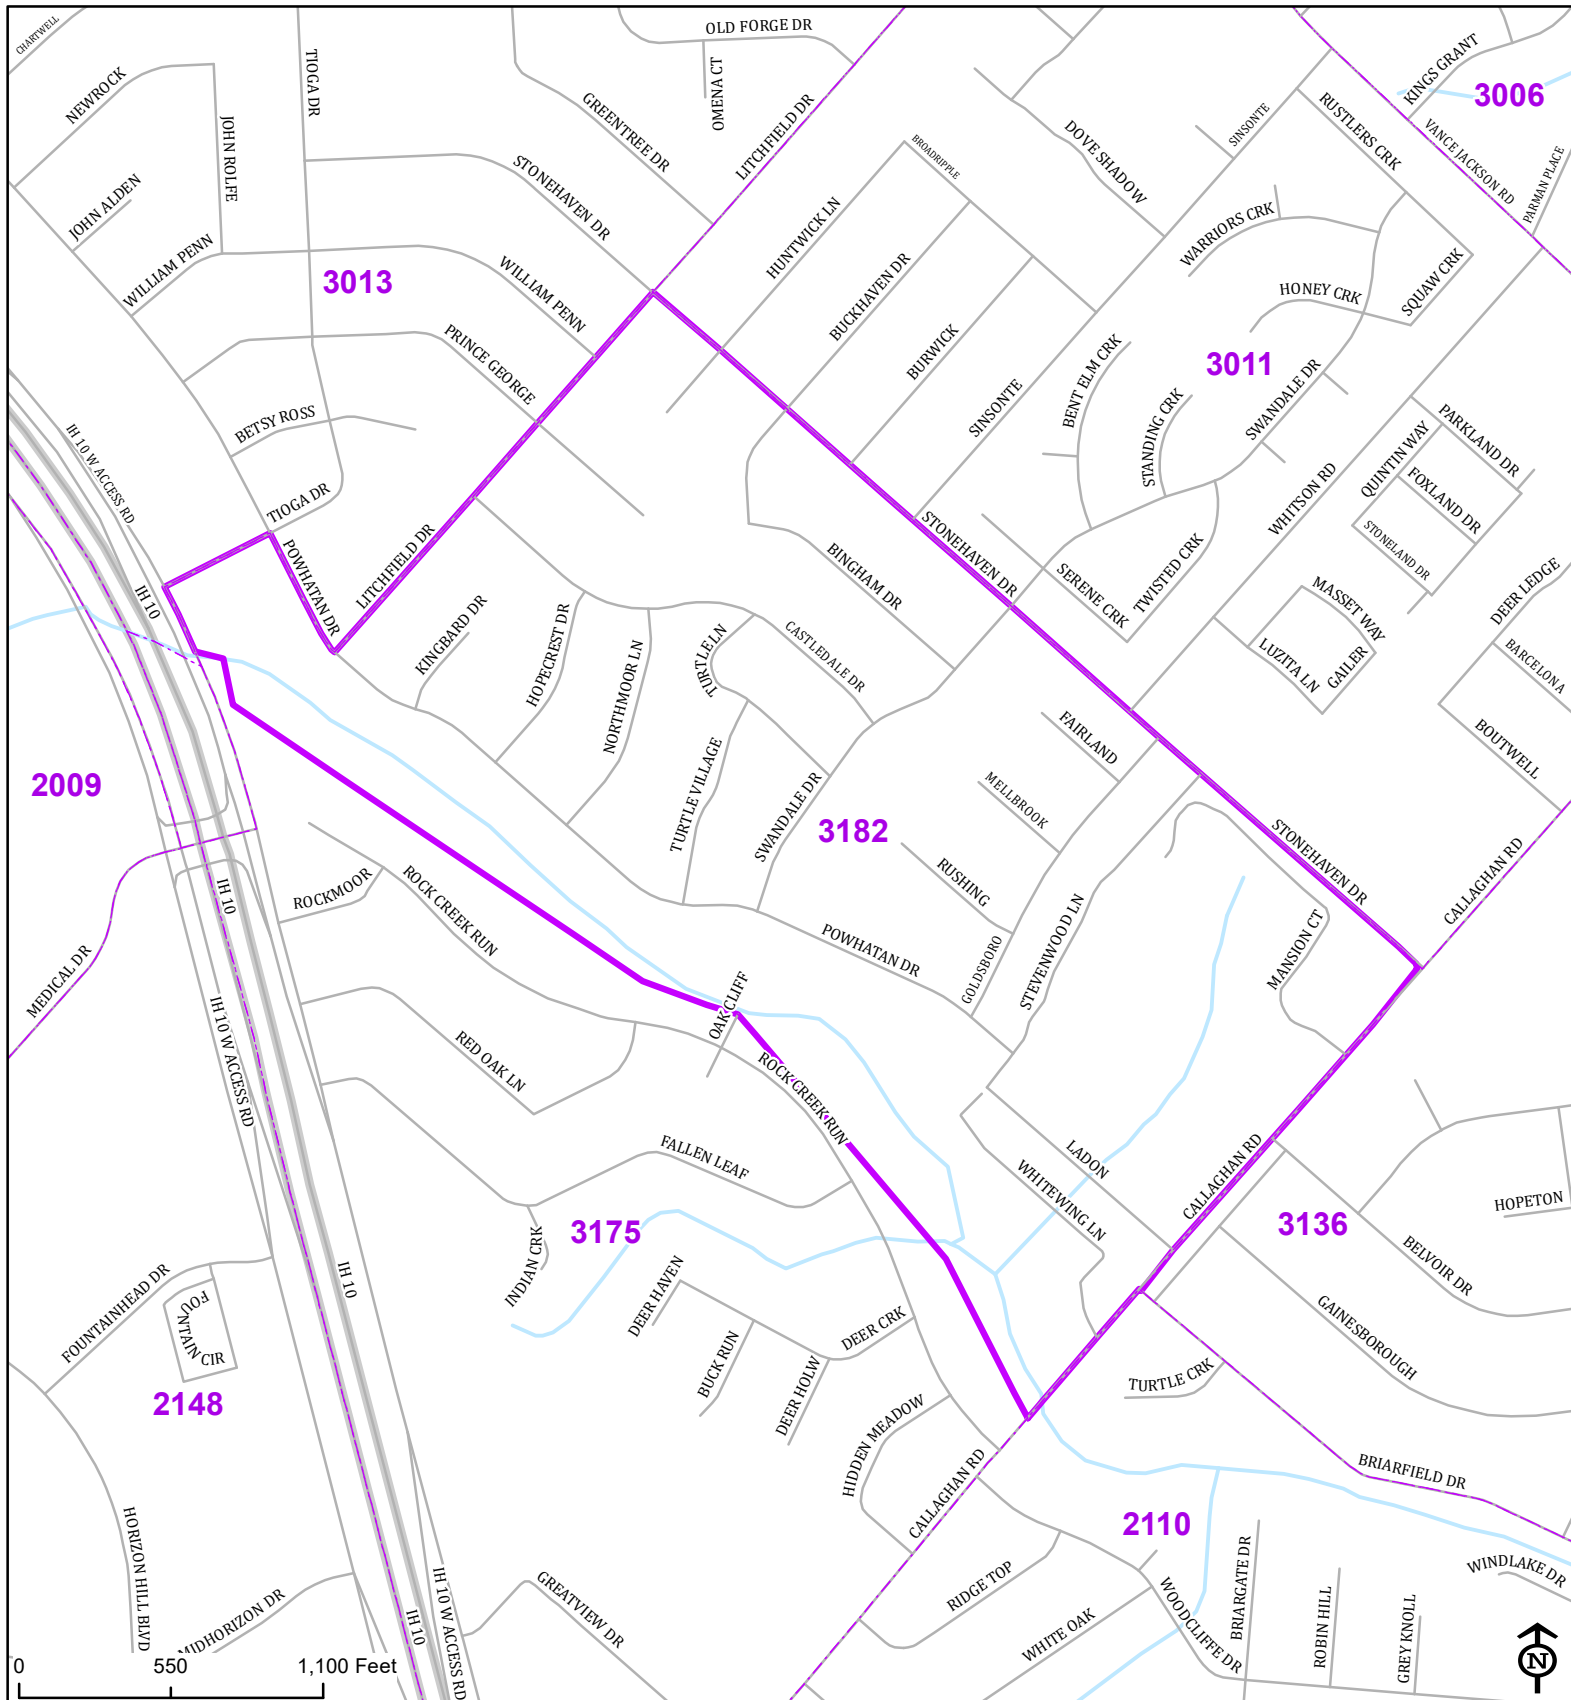 CHARTWELL
OLD FORGE DR
KINGS GRANT
3006
NEWROCK
TIOGA DR
OMENA CT
GREENTREE DR
LITCHFIELD DR
SINSONTE
RUSTLERS CRK
VANCE JACKSON RD
PARMAN PLACE
JOHN ROLFE
DOVE SHADOW
BROADRIPPLE
STONEHAVEN DR
JOHN ALDEN
HUNTWICK LN
WARRIORS CRK
WILLIAM PENN
3013
WILLIAM PENN
BUCKHAVEN DR
HONEY CRK
SQUAW CRK
PRINCE GEORGE
BURWICK
BENT ELM CRK
3011
SINSONTE
STANDING CRK
SWANDALE DR
BETSY ROSS
IH 10 W ACCESS RD
PARKLAND DR
QUINTIN WAY
FOXLAND DR
STONELAND DR
WHITSON RD
TIOGA DR
LITCHFIELD DR
POWHATAN DR
STONEHAVEN DR
BINGHAM DR
SERENE CRK
TWISTED CRK
IH 10
MASSET WAY
DEER LEDGE
LUZITA LN
GAILER
BARCELONA
KINGBARD DR
HOPECREST DR
NORTHMOOR LN
TURTLE LN
CASTLEDALE DR
BOUTWELL
FAIRLAND
2009
TURTLE VILLAGE
SWANDALE DR
3182
MELLBROOK
RUSHING
STONEHAVEN DR
CALLAGHAN RD
IH 10
ROCKMOOR
ROCK CREEK RUN
POWHATAN DR
GOLDSBORO
STEVENWOOD LN
MANSION CT
MEDICAL DR
IH 10 W ACCESS RD
OAKCLIFF
RED OAK LN
ROCK CREEK RUN
FALLEN LEAF
LADON
WHITEWING LN
CALLAGHAN RD
3136
HOPETON
BELVOIR DR
3175
INDIAN CRK
IH 10
FOUNTAINHEAD DR
FOUNTAIN CIR
DEER HAVEN
BUCK RUN
DEER CRK
DEER HOLW
GAINESBOROUGH
TURTLE CRK
2148
HIDDEN MEADOW
CALLAGHAN RD
BRIARFIELD DR
2110
HORIZON HILL BLVD
MIDHORIZON DR
IH 10
IH 10 W ACCESS RD
GREATVIEW DR
RIDGE TOP
WHITE OAK
WOODCLIFFE DR
BRIARGATE DR
ROBIN HILL
GREY KNOLL
WINDLAKE DR
0 550 1,100 Feet
N